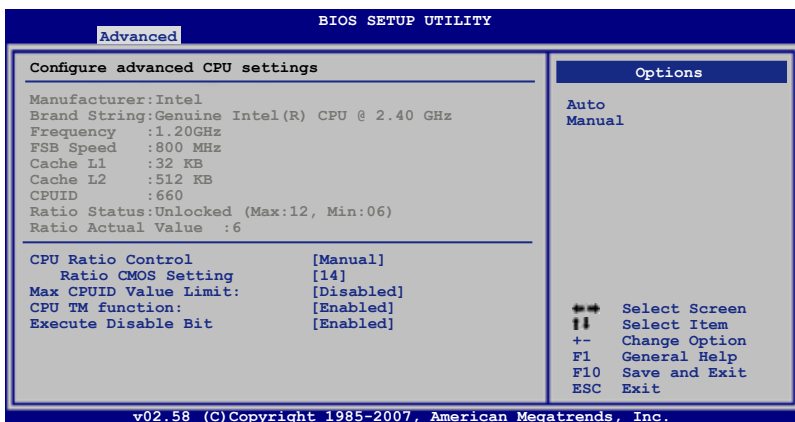 BIOS SETUP UTILITY
Advanced
Configure advanced CPU settings
Manufacturer:Intel
Brand String:Genuine Intel(R) CPU @ 2.40 GHz
Frequency :1.20GHz
FSB Speed :800 MHz
Cache L1 :32 KB
Cache L2 :512 KB
CPUID :660
Ratio Status:Unlocked (Max:12, Min:06)
Ratio Actual Value :6
CPU Ratio Control [Manual]
Ratio CMOS Setting [14]
Max CPUID Value Limit: [Disabled]
CPU TM function: [Enabled]
Execute Disable Bit [Enabled]
Options
Auto
Manual
←→ Select Screen
↑↓ Select Item
+- Change Option
F1 General Help
F10 Save and Exit
ESC Exit
v02.58 (C)Copyright 1985-2007, American Megatrends, Inc.